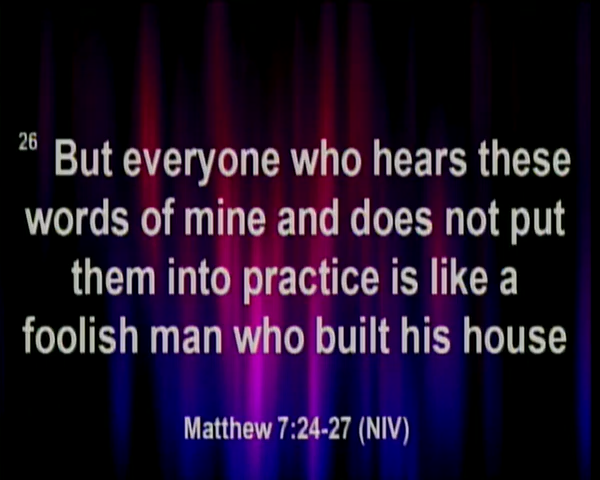 26 But everyone who hears these
words of mine and does not put
them into practice is like a
foolish man who built his house
Matthew 7:24-27 (NIV)